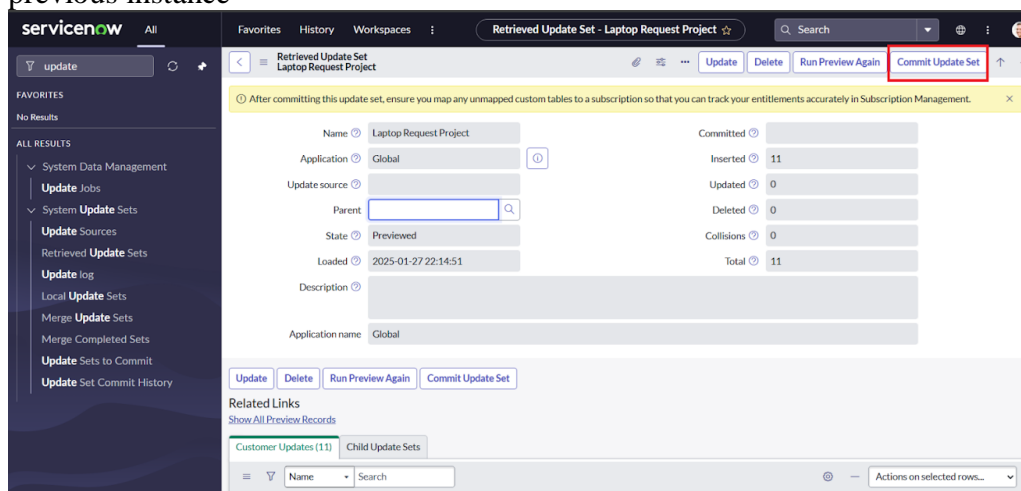 previous instance
servicenow All Favorites History Workspaces Retrieved Update Set - Laptop Request Project Search
update
Retrieved Update Set
Laptop Request Project
Update Delete Run Preview Again Commit Update Set
FAVORITES
No Results
ALL RESULTS
System Data Management
Update Jobs
System Update Sets
Update Sources
Retrieved Update Sets
Update log
Local Update Sets
Merge Update Sets
Merge Completed Sets
Update Sets to Commit
Update Set Commit History
After committing this update set, ensure you map any unmapped custom tables to a subscription so that you can track your entitlements accurately in Subscription Management.
Name Laptop Request Project
Application Global
Update source
Parent
State Previewed
Loaded 2025-01-27 22:14:51
Description
Application name Global
Committed
Inserted 11
Updated 0
Deleted 0
Collisions 0
Total 11
Update Delete Run Preview Again Commit Update Set
Related Links
Show All Preview Records
Customer Updates (11) Child Update Sets
Name Search Actions on selected rows...